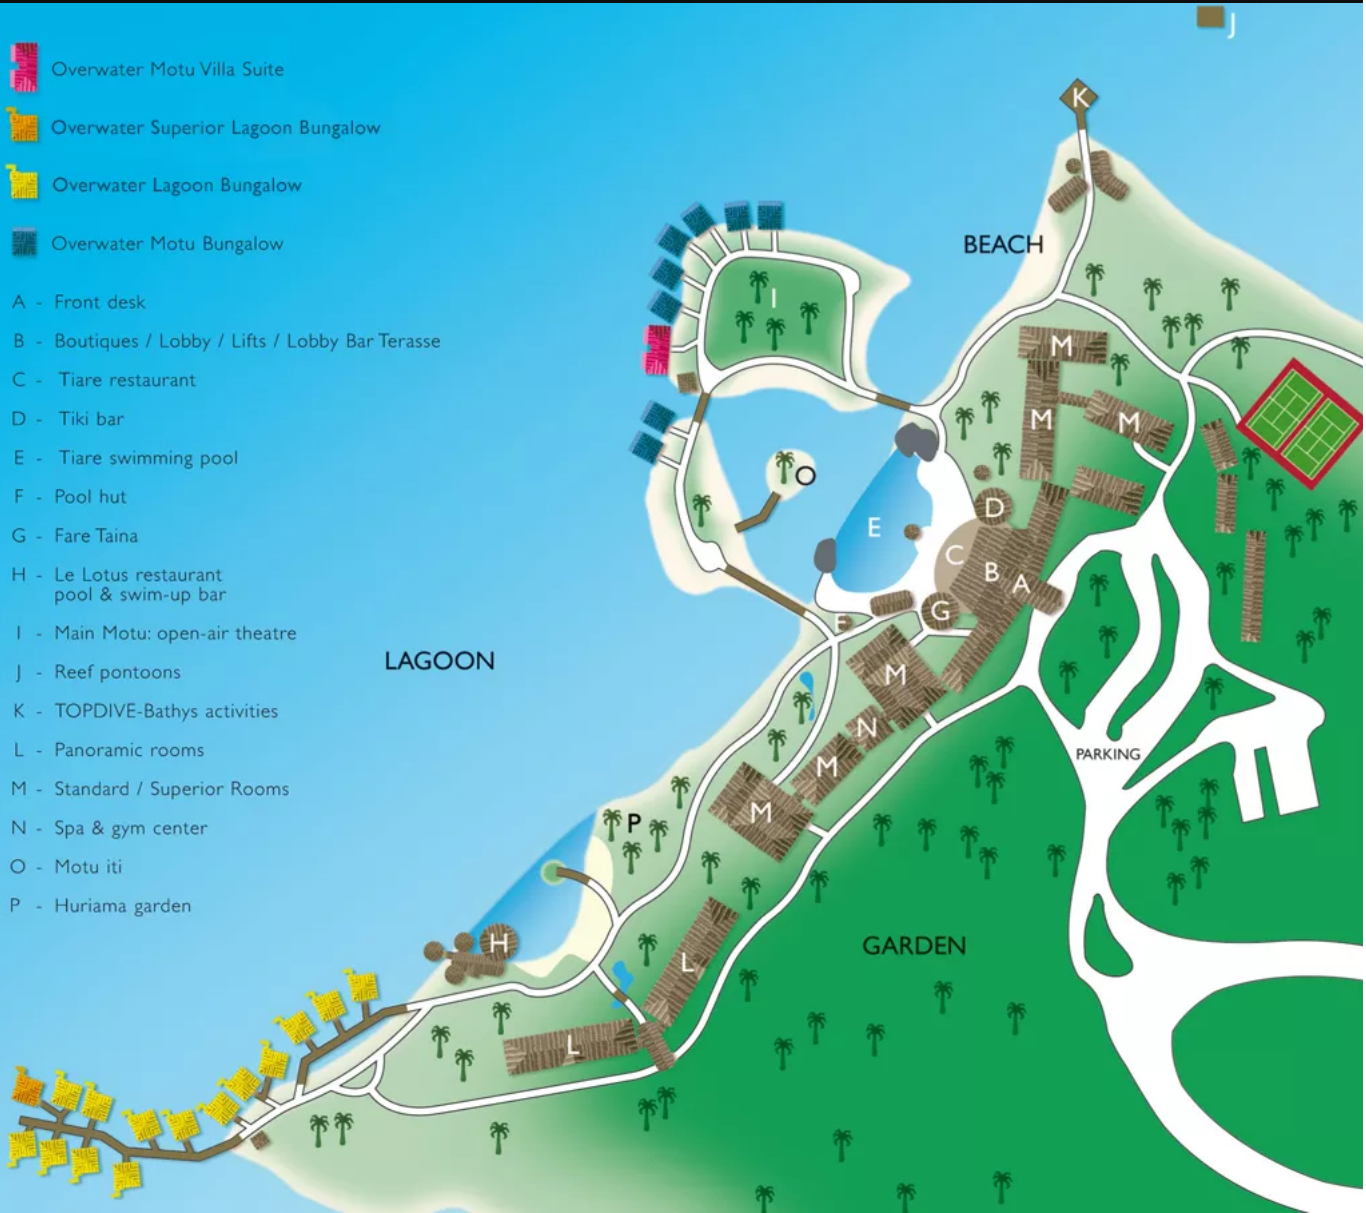 Overwater Motu Villa Suite
Overwater Superior Lagoon Bungalow
Overwater Lagoon Bungalow
Overwater Motu Bungalow
A - Front desk
B - Boutiques / Lobby / Lifts / Lobby Bar Terasse
C - Tiare restaurant
D - Tiki bar
E - Tiare swimming pool
F - Pool hut
G - Fare Taina
H - Le Lotus restaurant
pool & swim-up bar
I - Main Motu: open-air theatre
J - Reef pontoons
K - TOPDIVE-Bathys activities
L - Panoramic rooms
M - Standard / Superior Rooms
N - Spa & gym center
O - Motu iti
P - Huriama garden
J
K
BEACH
I
M
M
M
O
D
E
C
B
A
G
F
LAGOON
M
N
PARKING
M
M
P
H
GARDEN
L
L